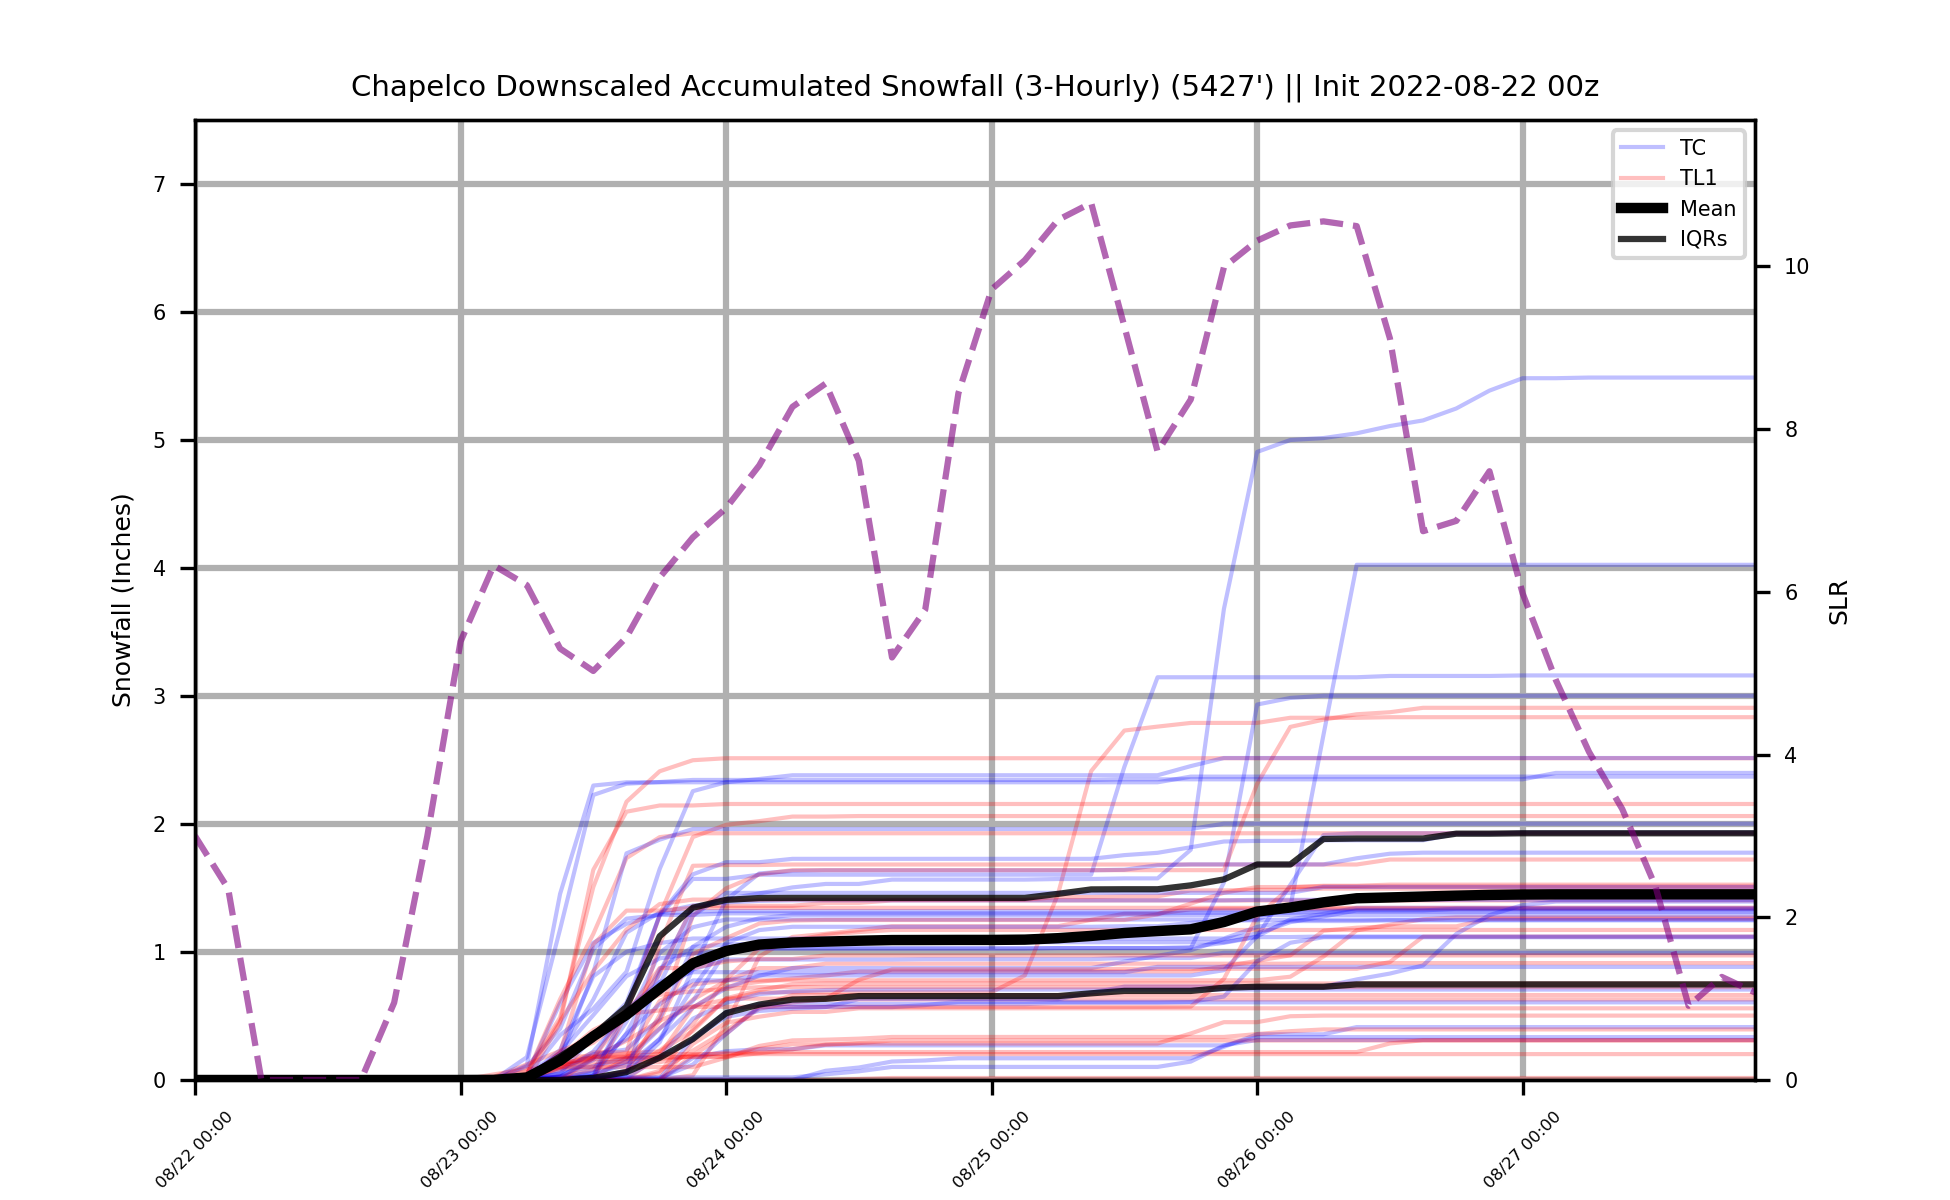 Chapelco Downscaled Accumulated Snowfall (3-Hourly) (5427') || Init 2022-08-22 00z
TC
TL1
Mean
IQRs
7
6
5
4
3
2
1
0
Snowfall (Inches)
10
8
6
4
2
0
SLR
08/22 00:00
08/23 00:00
08/24 00:00
08/25 00:00
08/26 00:00
08/27 00:00